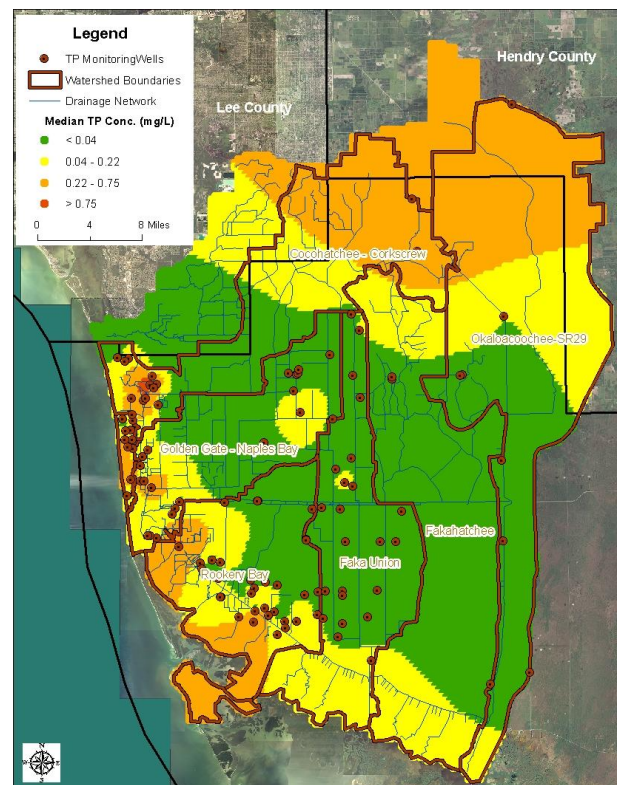 Legend
TP MonitoringWells
Watershed Boundaries
Drainage Network
Median TP Conc. (mg/L)
< 0.04
0.04 - 0.22
0.22 - 0.75
> 0.75
0 4 8 Miles
Hendry County
Lee County
Cocohatchee - Corkscrew
Okaloacoochee-SR29
Golden Gate - Naples Bay
Fakahatchee
Faka Union
Rookery Bay
N
W E
S